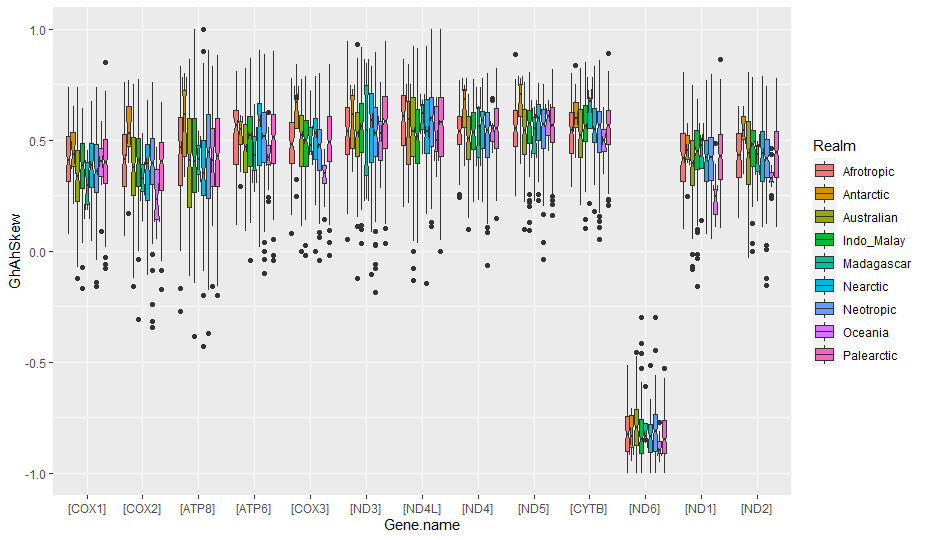 1.0
0.5
0.0
-0.5
-1.0
GhAhSkew
[COX1] [COX2] [ATP8] [ATP6] [COX3] [ND3] [ND4L] [ND4] [ND5] [CYTB] [ND6] [ND1] [ND2]
Gene.name
Realm
Afrotropic
Antarctic
Australian
Indo_Malay
Madagascar
Nearctic
Neotropic
Oceania
Palearctic